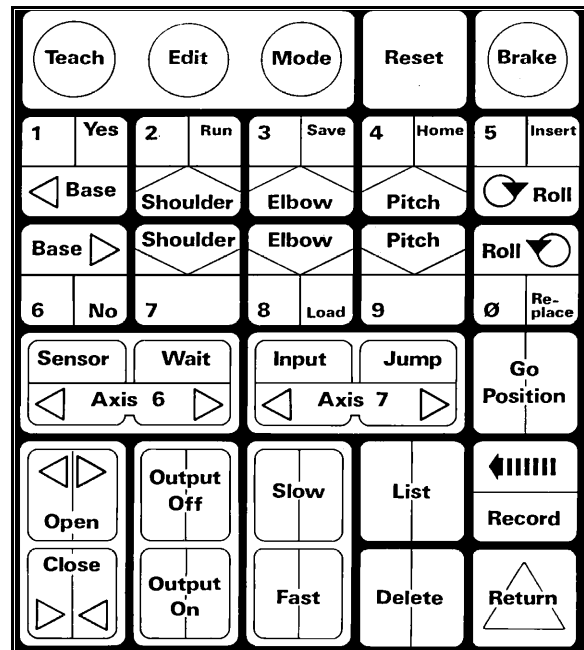 Teach Edit Mode Reset Brake
1 Yes 2 Run 3 Save 4 Home 5 Insert
Base Shoulder Elbow Pitch Roll
Base Shoulder Elbow Pitch Roll
6 No 7 8 Load 9 Ø Re-
place
Sensor Wait Input Jump Go
Axis 6 Axis 7 Position
Open Output
Off Slow List Record
Close Output
On Fast Delete Return